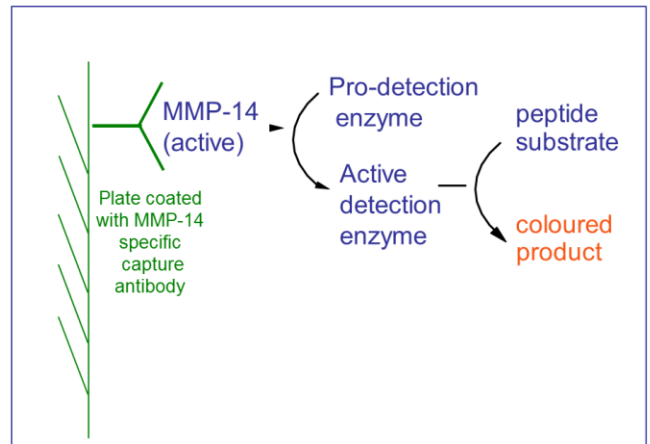 MMP-14
(active)
Plate coated
with MMP-14
specific
capture
antibody
Pro-detection
enzyme
Active
detection
enzyme
peptide
substrate
coloured
product